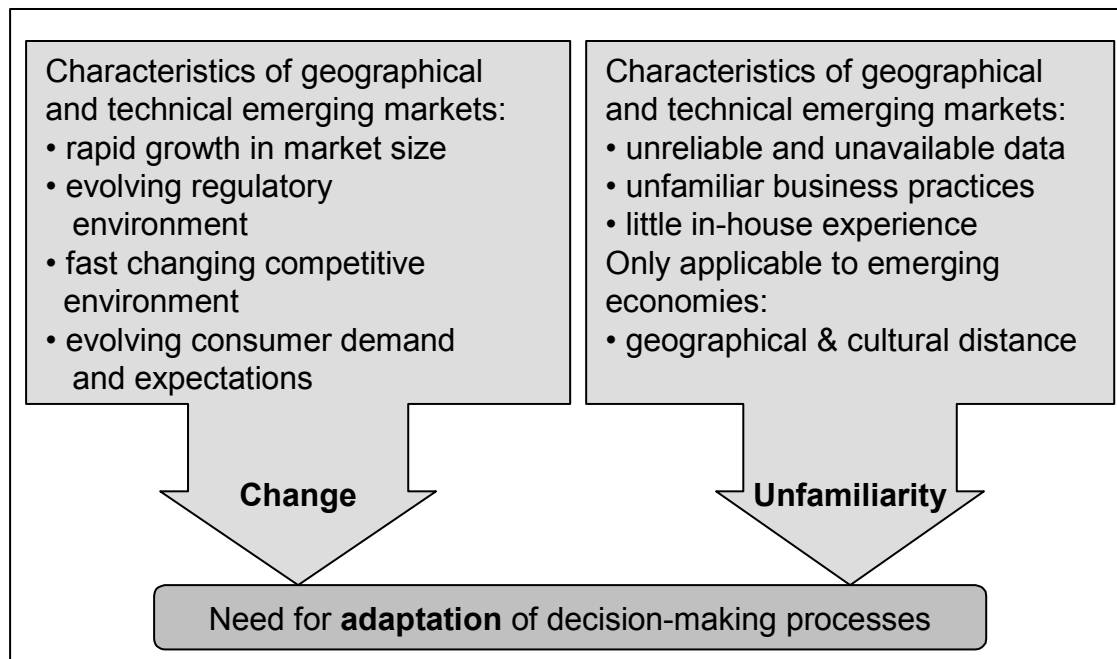 Characteristics of geographical
and technical emerging markets:
• rapid growth in market size
• evolving regulatory
environment
• fast changing competitive
environment
• evolving consumer demand
and expectations
Change
Characteristics of geographical
and technical emerging markets:
• unreliable and unavailable data
• unfamiliar business practices
• little in-house experience
Only applicable to emerging
economies:
• geographical & cultural distance
Unfamiliarity
Need for adaptation of decision-making processes